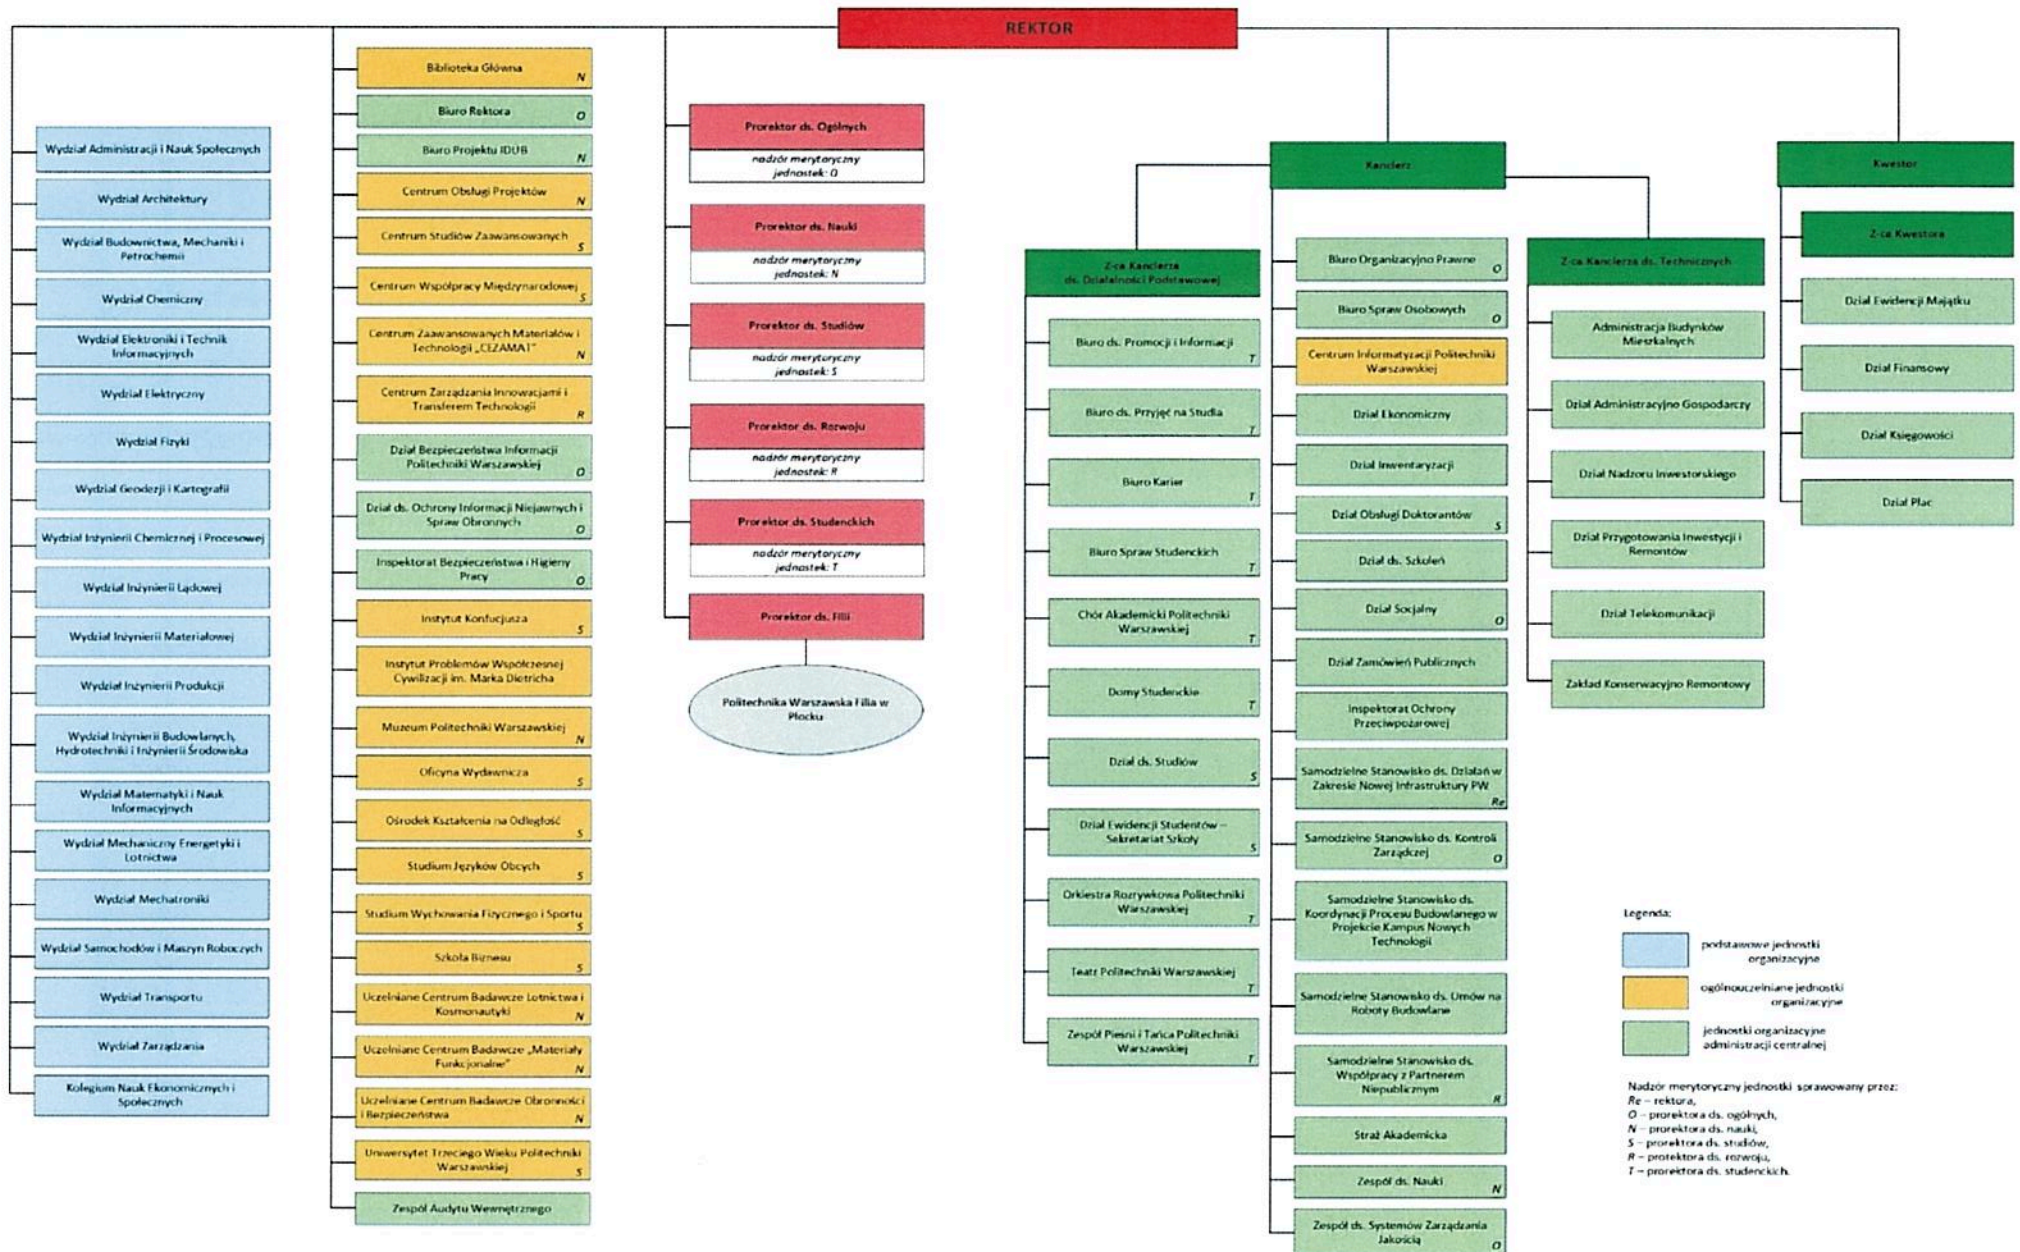 REKTOR
Wydział Administracji i Nauk Społecznych
Wydział Architektury
Wydział Budownictwa, Mechaniki i
Petrochemii
Wydział Chemiczny
Wydział Elektroniki i Technik
Informacyjnych
Wydział Elektryczny
Wydział Fizyki
Wydział Geodezji i Kartografii
Wydział Inżynierii Chemicznej i Procesowej
Wydział Inżynierii Lądowej
Wydział Inżynierii Materiałowej
Wydział Inżynierii Produkcji
Wydział Inżynierii Budowlanych,
Hydrotechniki i Inżynierii Środowiska
Wydział Matematyki i Nauk
Informacyjnych
Wydział Mechaniczny Energetyki i
Lotnictwa
Wydział Mechatroniki
Wydział Samochodów i Maszyn Roboczych
Wydział Transportu
Wydział Zarządzania
Kolegium Nauk Ekonomicznych i
Społecznych
Biblioteka Główna
N
Biuro Rektora
O
Biuro Projektu IDUB
N
Centrum Obsługi Projektów
N
Centrum Studiów Zaawansowanych
S
Centrum Współpracy Międzynarodowej
S
Centrum Zaawansowanych Materiałów i
Technologii „CEZAMAT”
N
Centrum Zarządzania Innowacjami i
Transferem Technologii
R
Dział Bezpieczeństwa Informacji
Politechniki Warszawskiej
O
Dział ds. Ochrony Informacji Niejawnych i
Spraw Obronnych
O
Inspektorat Bezpieczeństwa i Higieny
Pracy
O
Instytut Konfucjusza
S
Instytut Problemów Współczesnej
Cywilizacji im. Marka Dietricha
Muzeum Politechniki Warszawskiej
N
Oficyna Wydawnicza
S
Ośrodek Kształcenia na Odległość
S
Studium Języków Obcych
S
Studium Wychowania Fizycznego i Sportu
S
Szkoła Biznesu
S
Uczelniane Centrum Badawcze Lotnictwa i
Kosmonautyki
N
Uczelniane Centrum Badawcze „Materiały
Funkcjonalne”
N
Uczelniane Centrum Badawcze Obronności
i Bezpieczeństwa
N
Uniwersytet Trzeciego Wieku Politechniki
Warszawskiej
S
Zespół Audytu Wewnętrznego
Prorektor ds. Ogólnych
nadzór merytoryczny
jednostek: O
Prorektor ds. Nauki
nadzór merytoryczny
jednostek: N
Prorektor ds. Studiów
nadzór merytoryczny
jednostek: S
Prorektor ds. Rozwoju
nadzór merytoryczny
jednostek: R
Prorektor ds. Studenckich
nadzór merytoryczny
jednostek: T
Prorektor ds. Filii
Politechnika Warszawska Filia w
Płocku
Kanclerz
Z-ca Kanclerza
ds. Działalności Podstawowej
Biuro ds. Promocji i Informacji
T
Biuro ds. Przyjęć na Studia
T
Biuro Karier
T
Biuro Spraw Studenckich
T
Chór Akademicki Politechniki
Warszawskiej
T
Domy Studenckie
T
Dział ds. Studiów
S
Dział Ewidencji Studentów –
Sekretariat Szkoły
S
Orkiestra Rozrywkowa Politechniki
Warszawskiej
T
Teatr Politechniki Warszawskiej
T
Zespół Pieśni i Tańca Politechniki
Warszawskiej
T
Biuro Organizacyjno Prawne
O
Biuro Spraw Osobowych
O
Centrum Informatyzacji Politechniki
Warszawskiej
Dział Ekonomiczny
Dział Inwentaryzacji
Dział Obsługi Doktorantów
S
Dział ds. Szkoleń
Dział Socjalny
O
Dział Zamówień Publicznych
Inspektorat Ochrony
Przeciwpożarowej
Samodzielne Stanowisko ds. Działań w
Zakresie Nowej Infrastruktury PW
Re
Samodzielne Stanowisko ds. Kontroli
Zarządczej
O
Samodzielne Stanowisko ds.
Koordynacji Procesu Budowlanego w
Projekcie Kampus Nowych
Technologii
Samodzielne Stanowisko ds. Umów na
Roboty Budowlane
Samodzielne Stanowisko ds.
Współpracy z Partnerem
Niepublicznym
R
Straż Akademicka
Zespół ds. Nauki
N
Zespół ds. Systemów Zarządzania
Jakością
O
Z-ca Kanclerza ds. Technicznych
Administracja Budynków
Mieszkalnych
Dział Administracyjno Gospodarczy
Dział Nadzoru Inwestorskiego
Dział Przygotowania Inwestycji i
Remontów
Dział Telekomunikacji
Zakład Konserwacyjno Remontowy
Kwestor
Z-ca Kwestora
Dział Ewidencji Majątku
Dział Finansowy
Dział Księgowości
Dział Płac
Legenda:
podstawowe jednostki
organizacyjne
ogólnouczelniane jednostki
organizacyjne
jednostki organizacyjne
administracji centralnej
Nadzór merytoryczny jednostki sprawowany przez:
Re – rektora,
O – prorektora ds. ogólnych,
N – prorektora ds. nauki,
S – prorektora ds. studiów,
R – protektora ds. rozwoju,
T – prorektora ds. studenckich.